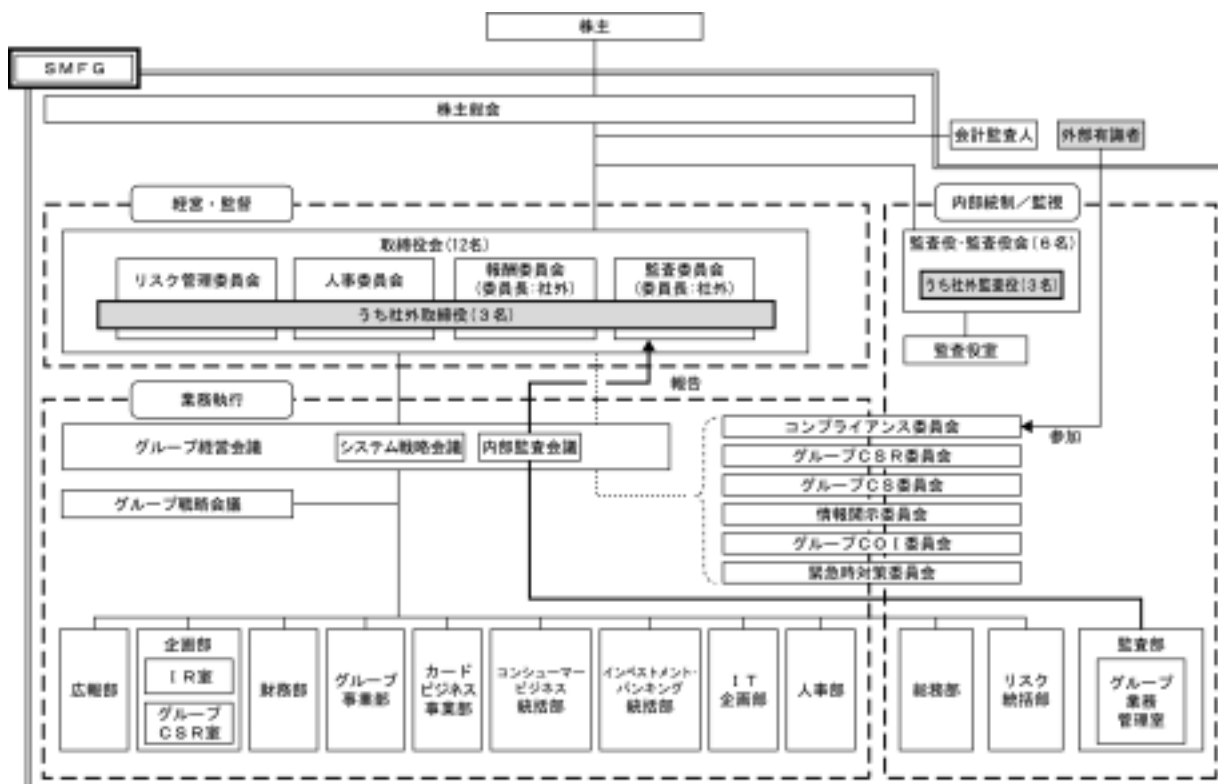 株主
SMFG
株主総会
会計監査人
外部有識者
経営・監督
内部統制／監視
取締役会(12名)
監査役・監査役会(6名)
リスク管理委員会
人事委員会
報酬委員会
(委員長:社外)
監査委員会
(委員長:社外)
うち社外監査役(3名)
うち社外取締役(3名)
監査役室
報告
業務執行
コンプライアンス委員会
参加
グループ経営会議
システム戦略会議
内部監査会議
グループCSR委員会
グループCS委員会
グループ戦略会議
情報開示委員会
グループCOI委員会
緊急時対策委員会
広報部
企画部
IR室
グループ
CSR室
財務部
グループ
事業部
カード
ビジネス
事業部
コンシューマー
ビジネス
統括部
インベストメント・
バンキング
統括部
IT
企画部
人事部
総務部
リスク
統括部
監査部
グループ
業務
管理室